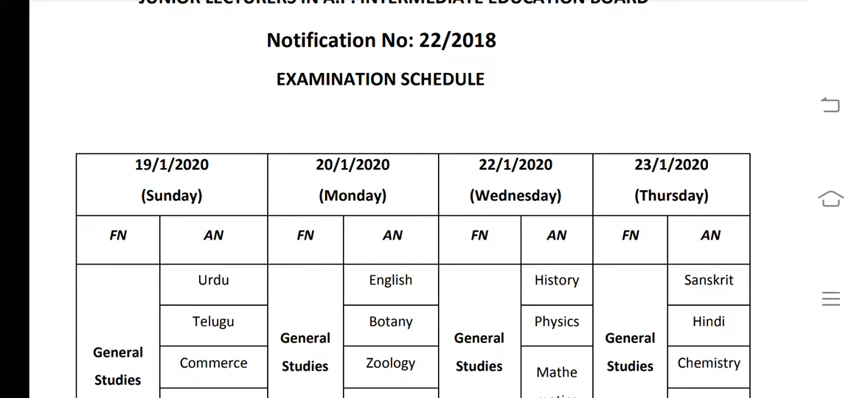 JUNIOR LECTURERS IN A.P. INTERMEDIATE EDUCATION BOARD
Notification No: 22/2018
EXAMINATION SCHEDULE
19/1/2020 20/1/2020 22/1/2020 23/1/2020
(Sunday) (Monday) (Wednesday) (Thursday)
FN AN FN AN FN AN FN AN
Urdu English History Sanskrit
Telugu Botany Physics Hindi
General Studies Commerce General Studies Zoology General Studies Mathe matics General Studies Chemistry